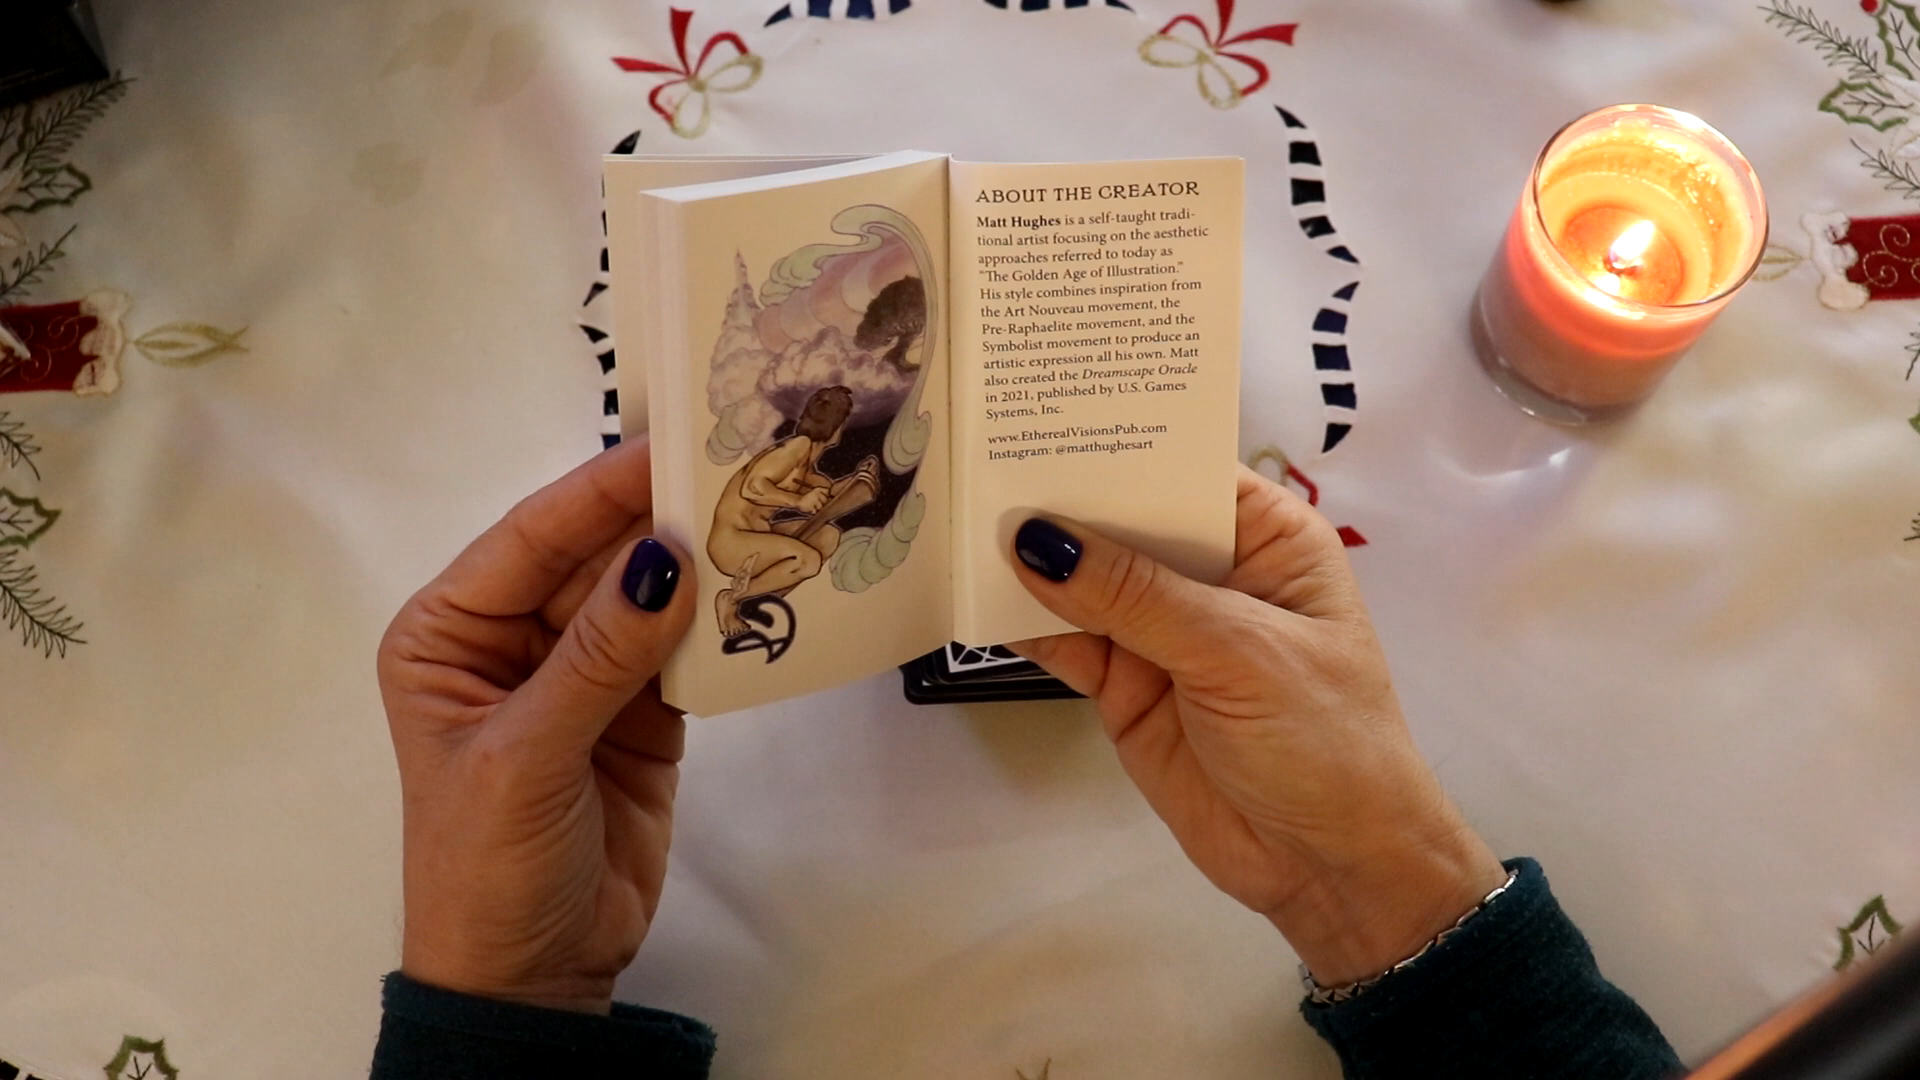 ABOUT THE CREATOR
Matt Hughes is a self-taught tradi-
tional artist focusing on the aesthetic
approaches referred to today as
"The Golden Age of Illustration."
His style combines inspiration from
the Art Nouveau movement, the
Pre-Raphaelite movement, and the
Symbolist movement to produce an
artistic expression all his own. Matt
also created the Dreamscape Oracle
in 2021, published by U.S. Games
Systems, Inc.
www.EtherealVisionsPub.com
Instagram: @matthughesart